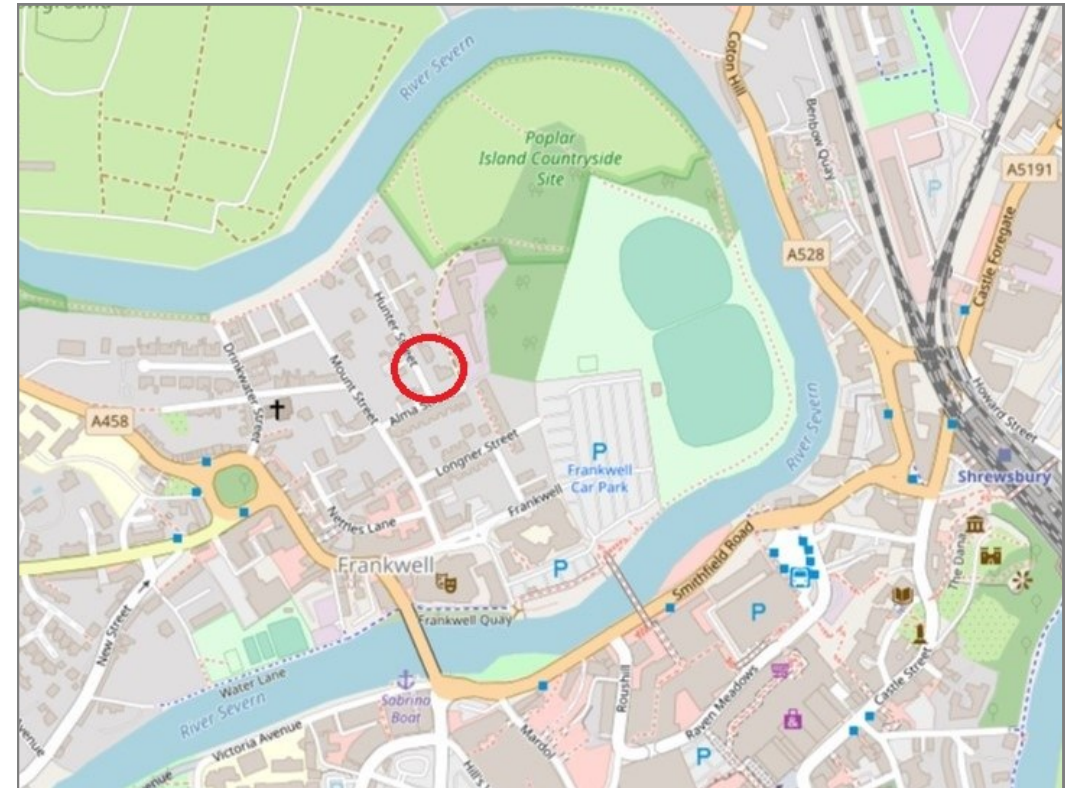 River Severn
Coton Hill
Benbow Quay
Poplar
Island Countryside
Site
P
A5191
A528
Castle Foregate
Hunter Street
Mount Street
Drinkwater Street
A458
Alma
Longner Street
P
Frankwell
Car Park
River Severn
Howard Street
Shrewsbury
Nettles Lane
Frankwell
Frankwell
P
Smithfield Road
The Dana
P
Frankwell Quay
New Street
Water Lane
River Severn
Sabrina
Boat
Victoria Avenue
Roushill
Raven Meadows
Castle Street
Mardol
P
Hill's